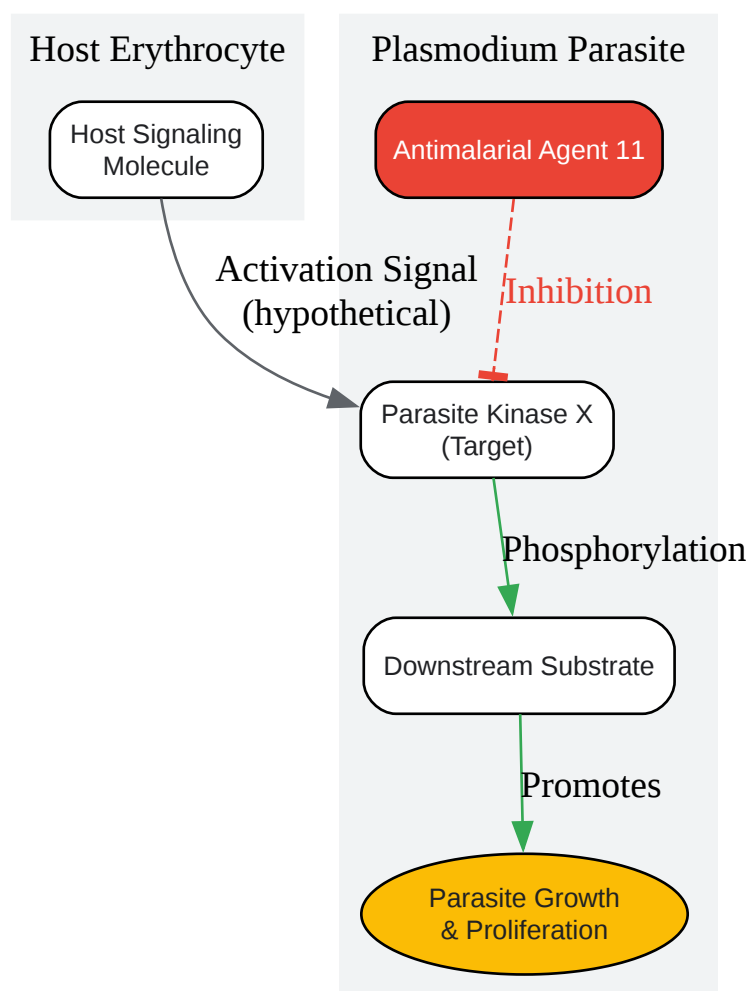 Host Erythrocyte
Plasmodium Parasite
Host Signaling
Molecule
Antimalarial Agent 11
Activation Signal
(hypothetical)
Inhibition
Parasite Kinase X
(Target)
Phosphorylation
Downstream Substrate
Promotes
Parasite Growth
& Proliferation